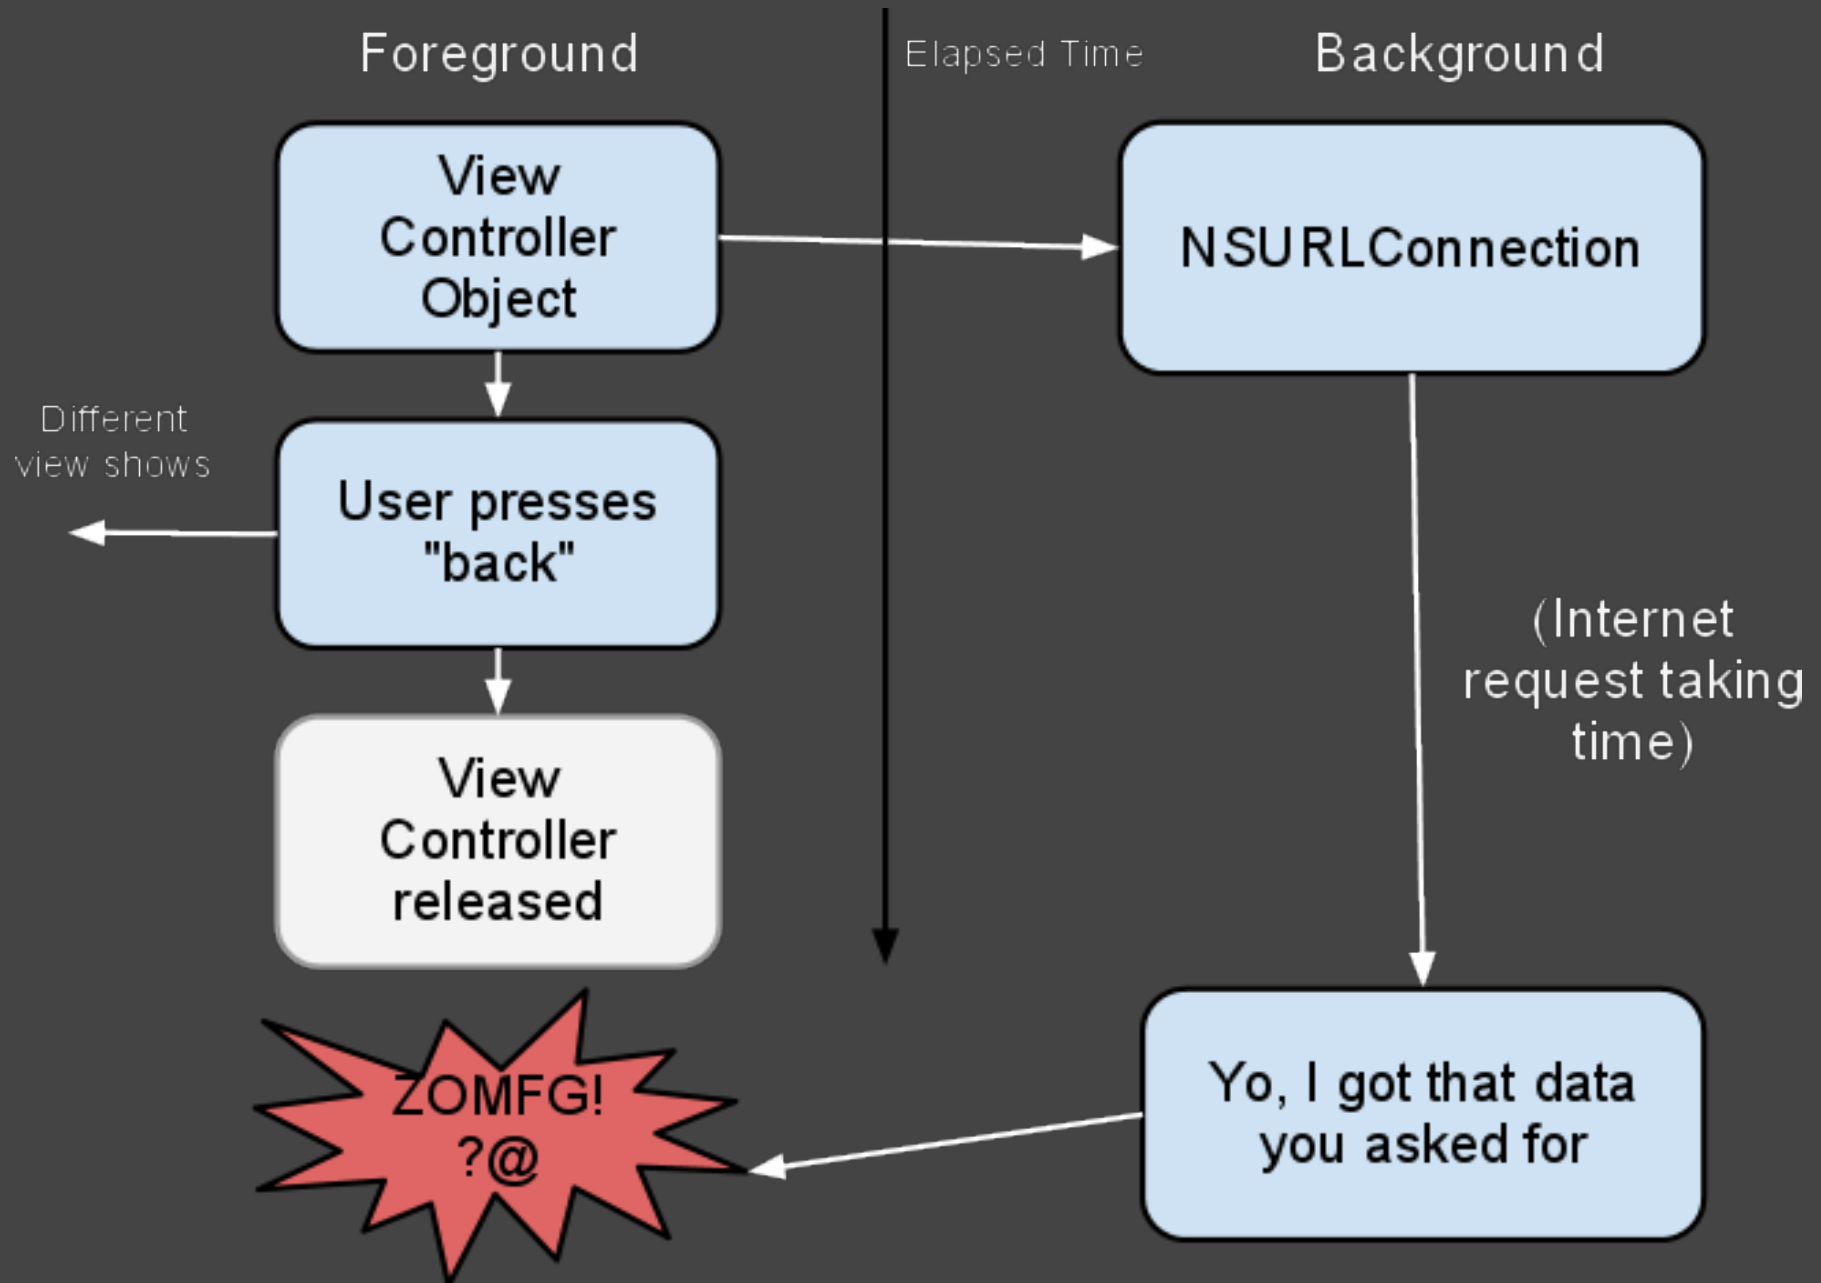 Foreground
Elapsed Time
Background
View
Controller
Object
NSURLConnection
Different
view shows
User presses
"back"
(Internet
request taking
time)
View
Controller
released
ZOMFG!
?@
Yo, I got that data
you asked for